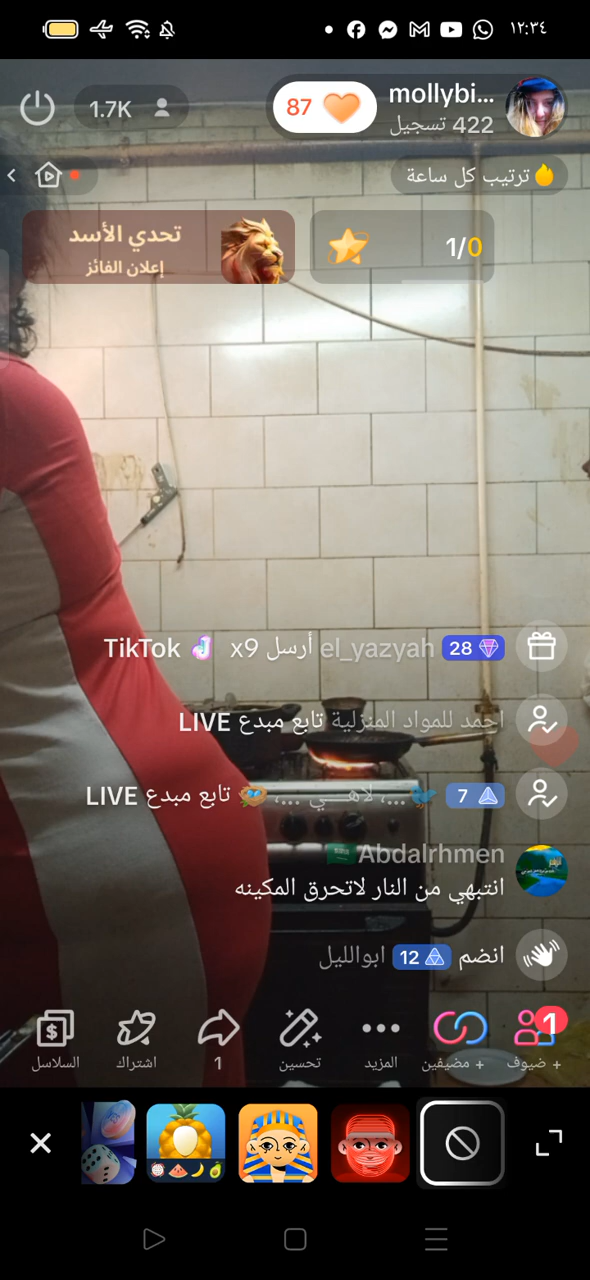 ١٢:٣٤
mollybi...
422 تسجيل
87
1.7K
ترتيب كل ساعة
تحدي الأسد
إعلان الفائز
1/0
28 el_yazyah أرسل x9 TikTok
احمد للمواد المنزلية تابع مبدع LIVE
7 ...، لاهـــي ...، تابع مبدع LIVE
Abdalrhmen
انتبهي من النار لاتحرق المكينه
انضم 12 ابوالليل
1
+ ضيوف
+ مضيفين
المزيد
تحسين
1
اشتراك
السلاسل